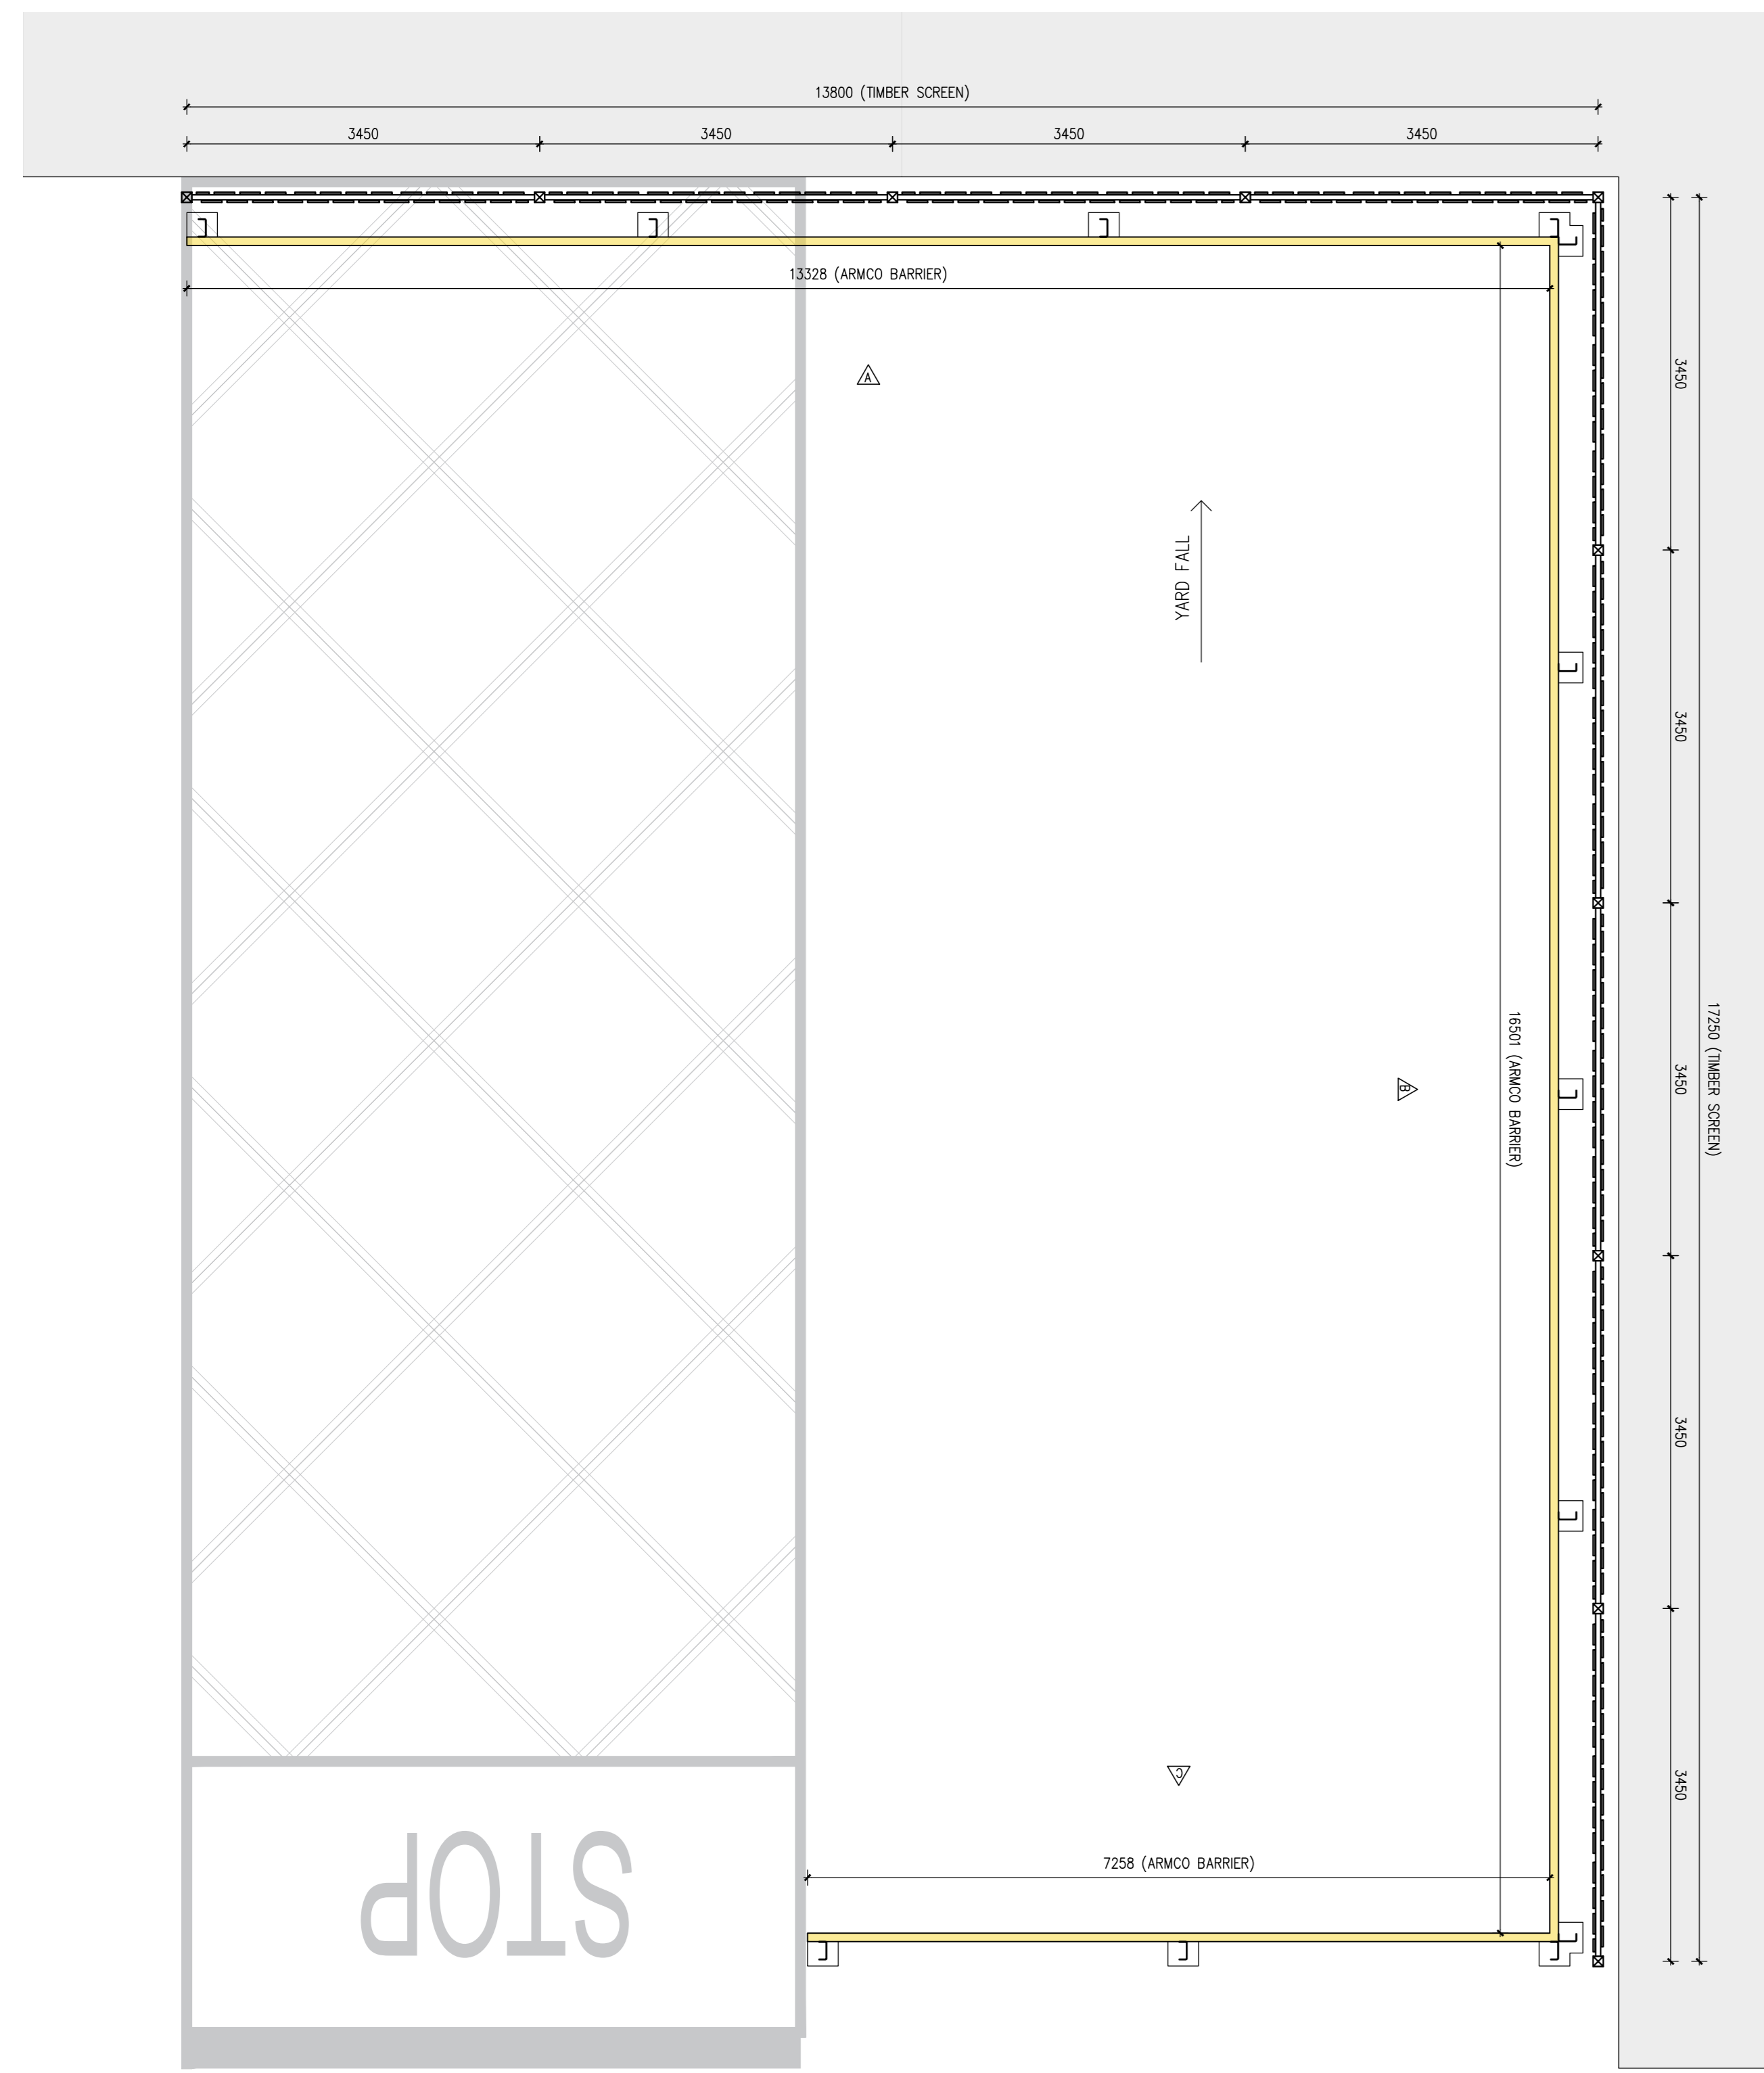 13800 (TIMBER SCREEN)
3450
3450
3450
3450
13328 (ARMCO BARRIER)
A
3450
YARD FALL
3450
17250 (TIMBER SCREEN)
16501 (ARMCO BARRIER)
B
3450
3450
C
3450
7258 (ARMCO BARRIER)
STOP